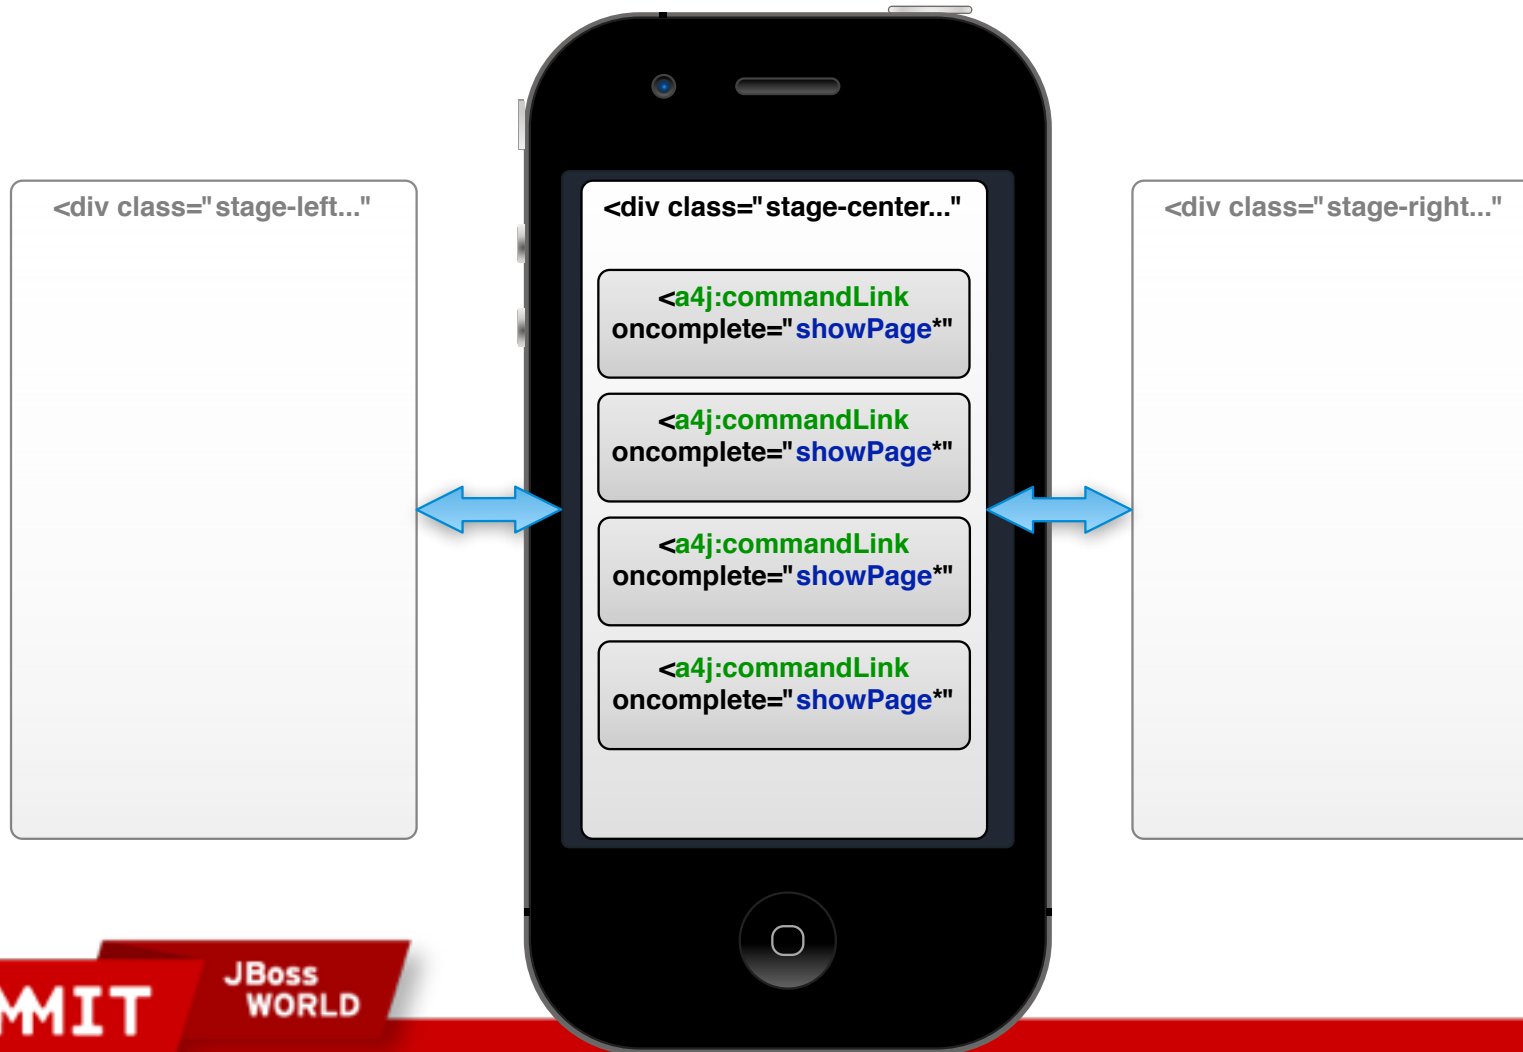 <div class="stage-left..."
<div class="stage-center..."
<div class="stage-right..."
<a4j:commandLink
oncomplete="showPage*"
<a4j:commandLink
oncomplete="showPage*"
<a4j:commandLink
oncomplete="showPage*"
<a4j:commandLink
oncomplete="showPage*"
MMIT
JBoss
WORLD